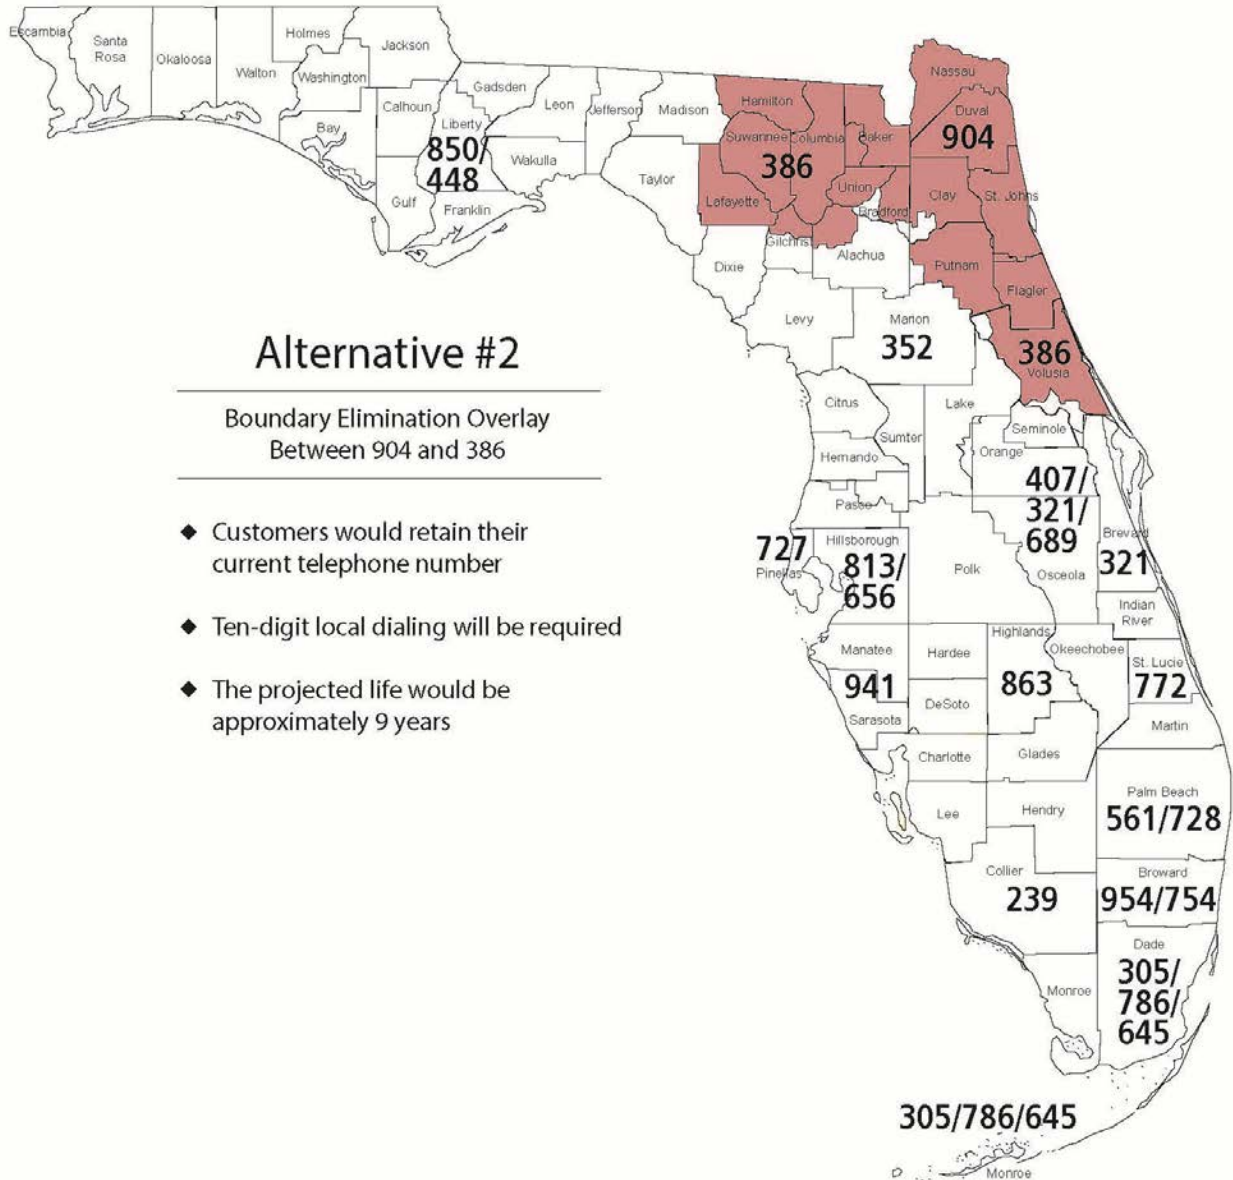 Escambia
Santa
Rosa
Okaloosa
Walton
Holmes
Washington
Jackson
Bay
Calhoun
Gulf
Gadsden
Liberty
850/
448
Franklin
Leon
Wakulla
Jefferson
Madison
Taylor
Hamilton
Suwannee
Columbia
386
Lafayette
Baker
Union
Bradford
Nassau
Duval
904
Clay
St. Johns
Putnam
Flagler
386
Volusia
Gilchrist
Alachua
Dixie
Levy
Marion
352
Alternative #2
Boundary Elimination Overlay
Between 904 and 386
◆ Customers would retain their
current telephone number
◆ Ten-digit local dialing will be required
◆ The projected life would be
approximately 9 years
Citrus
Hernando
Sumter
Lake
Seminole
Orange
407/
321/
689
Osceola
Brevard
321
Pasco
727
Pinellas
Hillsborough
813/
656
Polk
Indian
River
Manatee
941
Sarasota
Hardee
DeSoto
Highlands
863
Okeechobee
St. Lucie
772
Martin
Charlotte
Glades
Lee
Hendry
Palm Beach
561/728
Collier
239
Broward
954/754
Dade
305/
786/
645
Monroe
305/786/645
Monroe